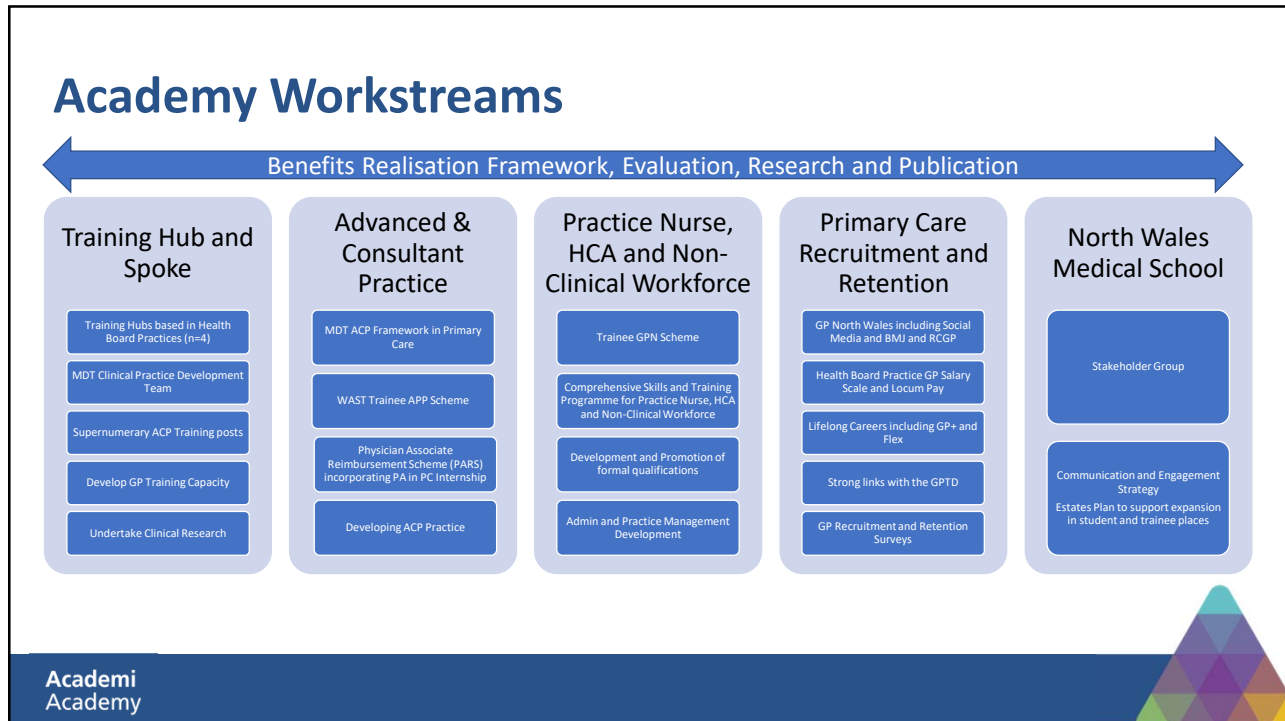 Academy Workstreams
Benefits Realisation Framework, Evaluation, Research and Publication
Training Hub and
Spoke
Training Hubs based in Health
Board Practices (n=4)
MDT Clinical Practice Development
Team
Supernumerary ACP Training posts
Develop GP Training Capacity
Undertake Clinical Research
Advanced &
Consultant
Practice
MDT ACP Framework in Primary
Care
WAST Trainee APP Scheme
Physician Associate
Reimbursement Scheme (PARS)
incorporating PA in PC Internship
Developing ACP Practice
Practice Nurse,
HCA and Non-
Clinical Workforce
Trainee GPN Scheme
Comprehensive Skills and Training
Programme for Practice Nurse, HCA
and Non-Clinical Workforce
Development and Promotion of
formal qualifications
Admin and Practice Management
Development
Primary Care
Recruitment and
Retention
GP North Wales including Social
Media and BMJ and RCGP
Health Board Practice GP Salary
Scale and Locum Pay
Lifelong Careers including GP+ and
Flex
Strong links with the GPTD
GP Recruitment and Retention
Surveys
North Wales
Medical School
Stakeholder Group
Communication and Engagement
Strategy
Estates Plan to support expansion
in student and trainee places
Academi
Academy